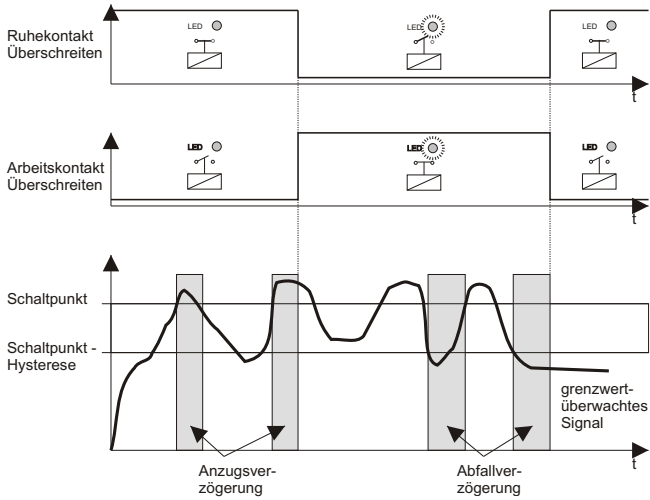 LED
LED
LED
Ruhekontakt
Überschreiten
t
LED
LED
LED
Arbeitskontakt
Überschreiten
t
Schaltpunkt
Schaltpunkt -
Hysterese
grenzwert-
überwachtes
Signal
t
Anzugsver-
zögerung
Abfallver-
zögerung